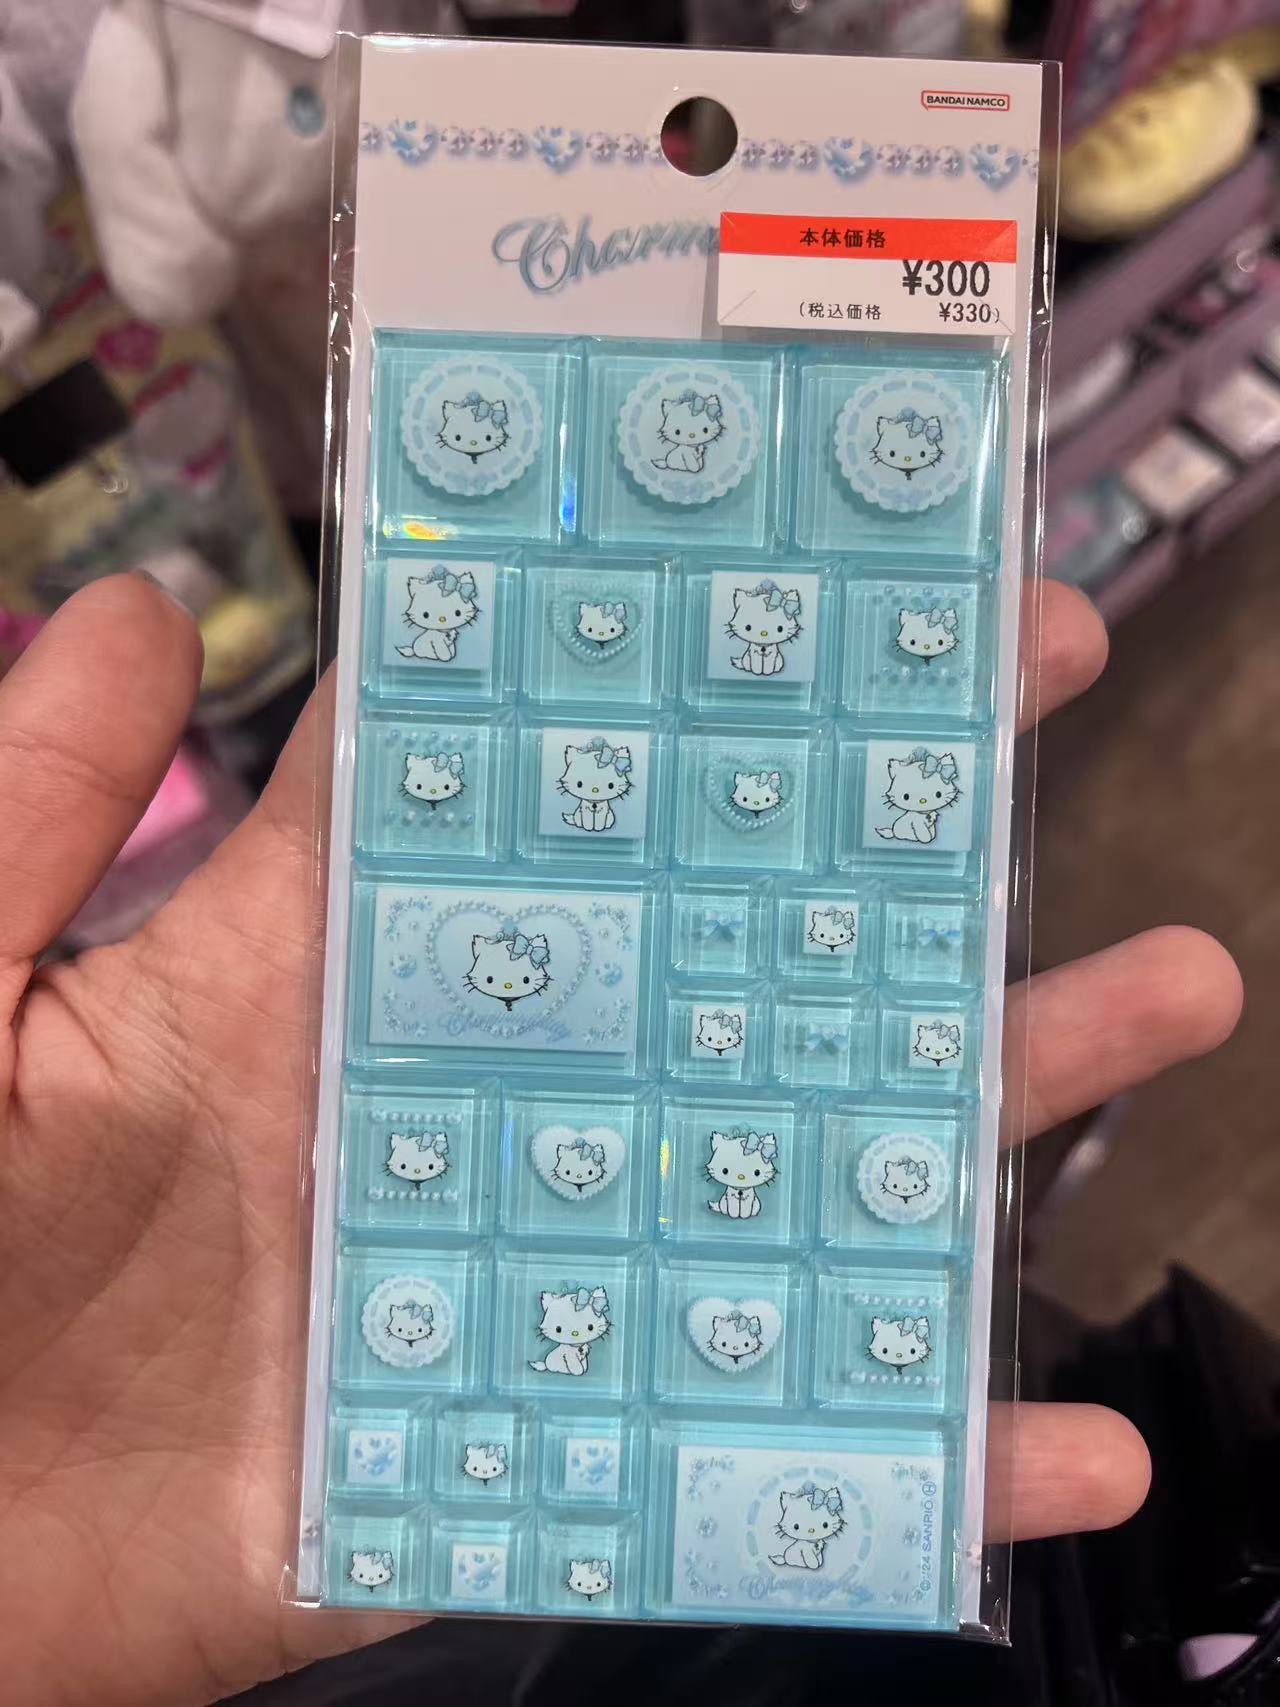 BANDAI NAMCO
Charm
本体価格
¥300
(税込価格 ¥330)
©'24 SANRIO Ⓗ